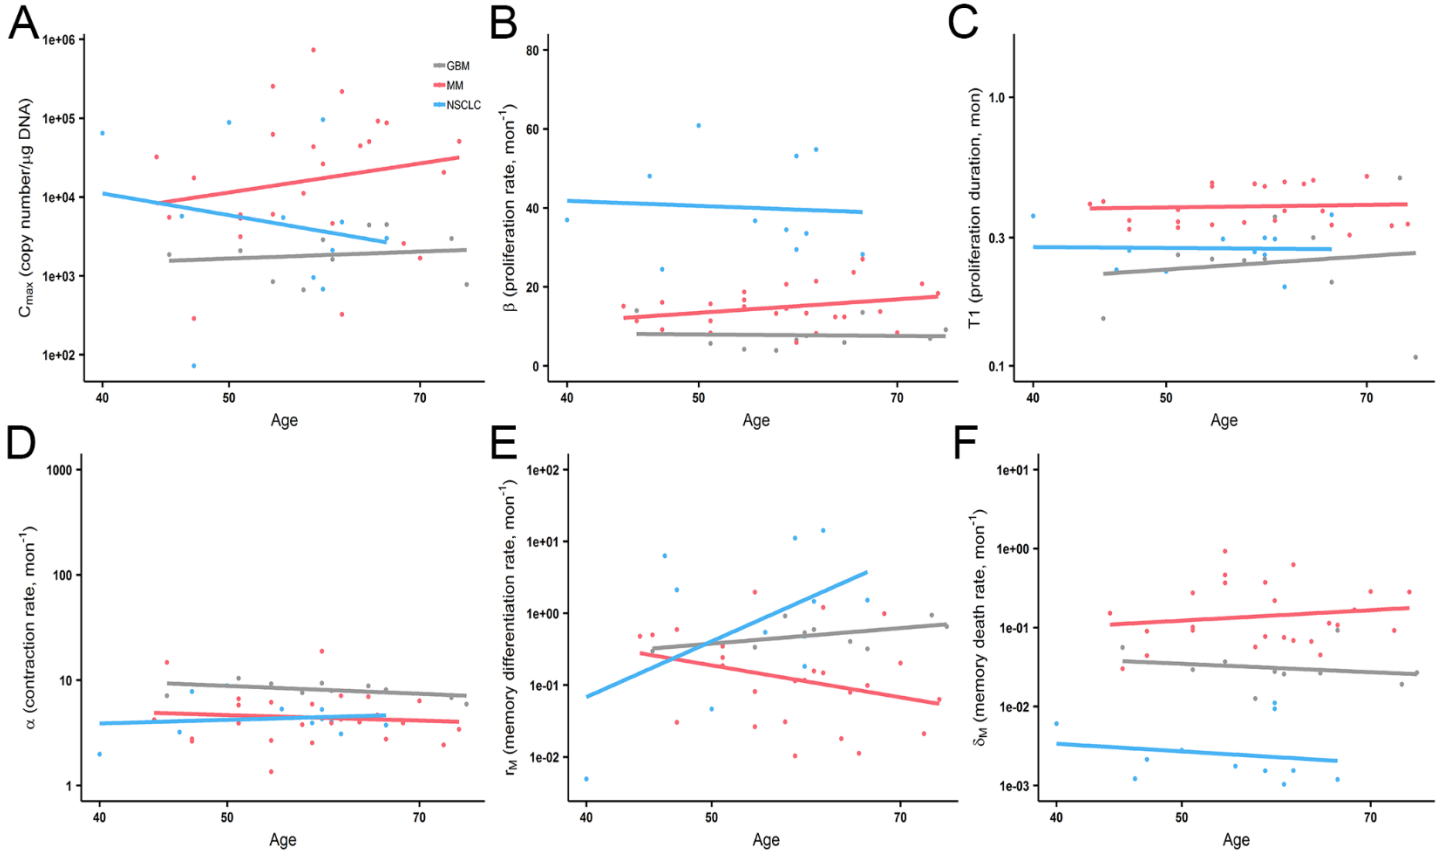 A
Cmax (copy number/µg DNA)
1e+06
1e+05
1e+04
1e+03
1e+02
40
50
70
Age
GBM
MM
NSCLC
B
β (proliferation rate, mon-1)
80
60
40
20
0
40
50
70
Age
C
T1 (proliferation duration, mon)
1.0
0.3
0.1
40
50
70
Age
D
α (contraction rate, mon-1)
1000
100
10
1
40
50
70
Age
E
rM (memory differentiation rate, mon-1)
1e+02
1e+01
1e+00
1e-01
1e-02
40
50
70
Age
F
δM (memory death rate, mon-1)
1e+01
1e+00
1e-01
1e-02
1e-03
40
50
70
Age